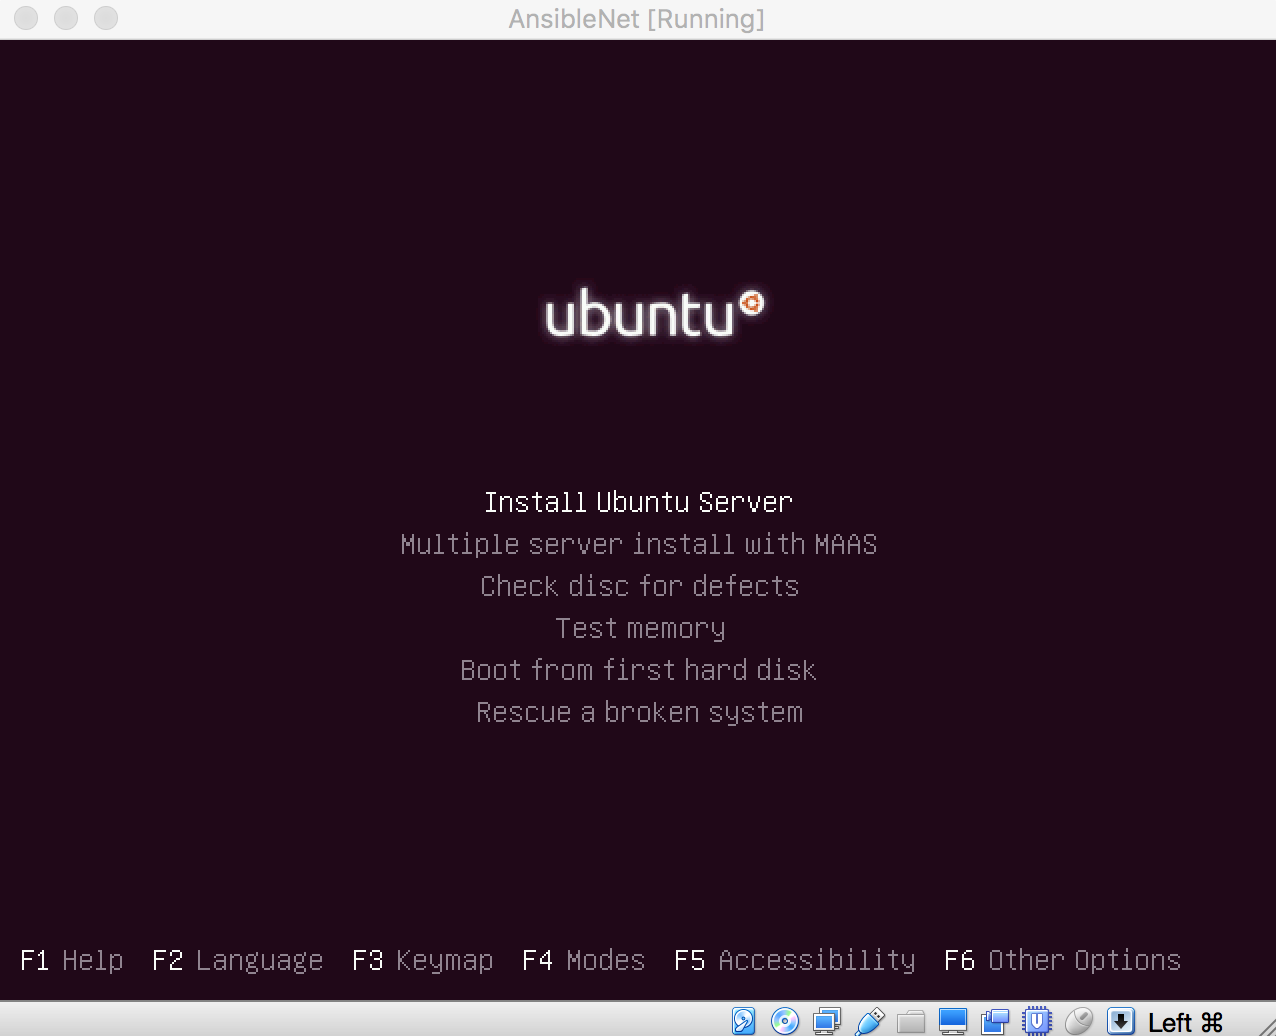 AnsibleNet [Running]
ubuntu
Install Ubuntu Server
Multiple server install with MAAS
Check disc for defects
Test memory
Boot from first hard disk
Rescue a broken system
F1 Help F2 Language F3 Keymap F4 Modes F5 Accessibility F6 Other Options
Left ⌘